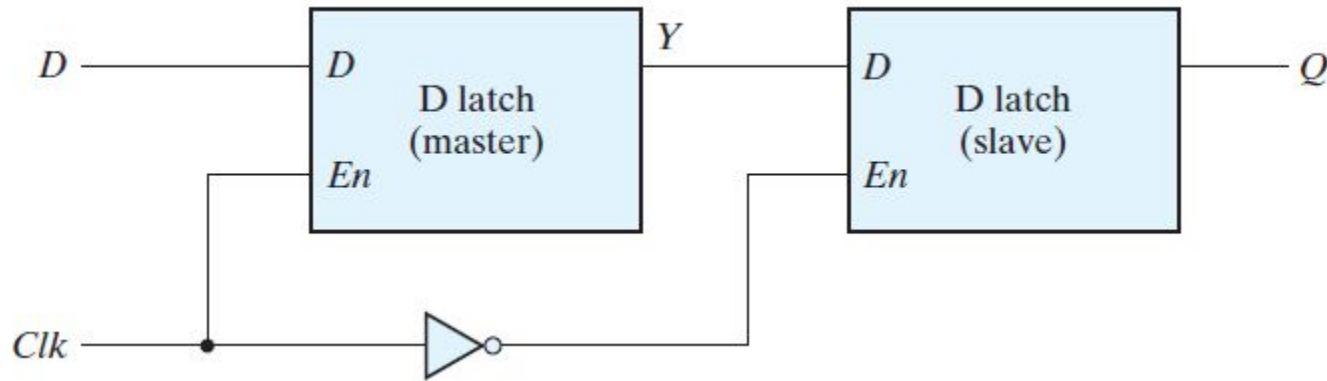 D
D
D latch
(master)
En
Y
D
D latch
(slave)
En
Q
Clk